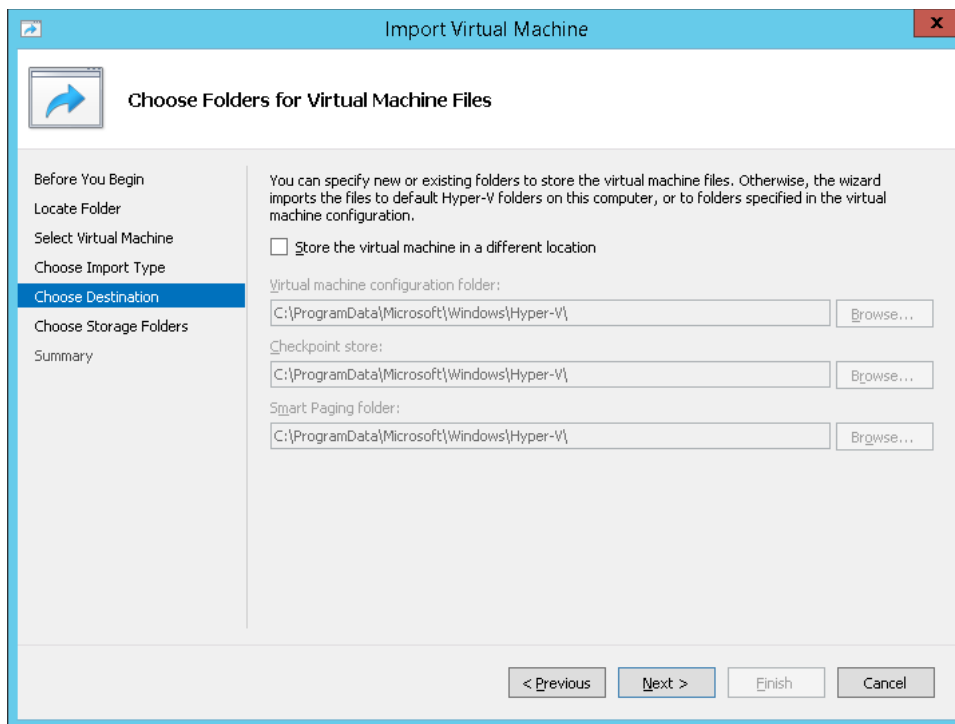 Import Virtual Machine
x
Choose Folders for Virtual Machine Files
Before You Begin
Locate Folder
Select Virtual Machine
Choose Import Type
Choose Destination
Choose Storage Folders
Summary
You can specify new or existing folders to store the virtual machine files. Otherwise, the wizard
imports the files to default Hyper-V folders on this computer, or to folders specified in the virtual
machine configuration.
Store the virtual machine in a different location
Virtual machine configuration folder:
C:\ProgramData\Microsoft\Windows\Hyper-V\
Browse...
Checkpoint store:
C:\ProgramData\Microsoft\Windows\Hyper-V\
Browse...
Smart Paging folder:
C:\ProgramData\Microsoft\Windows\Hyper-V\
Browse...
< Previous
Next >
Finish
Cancel